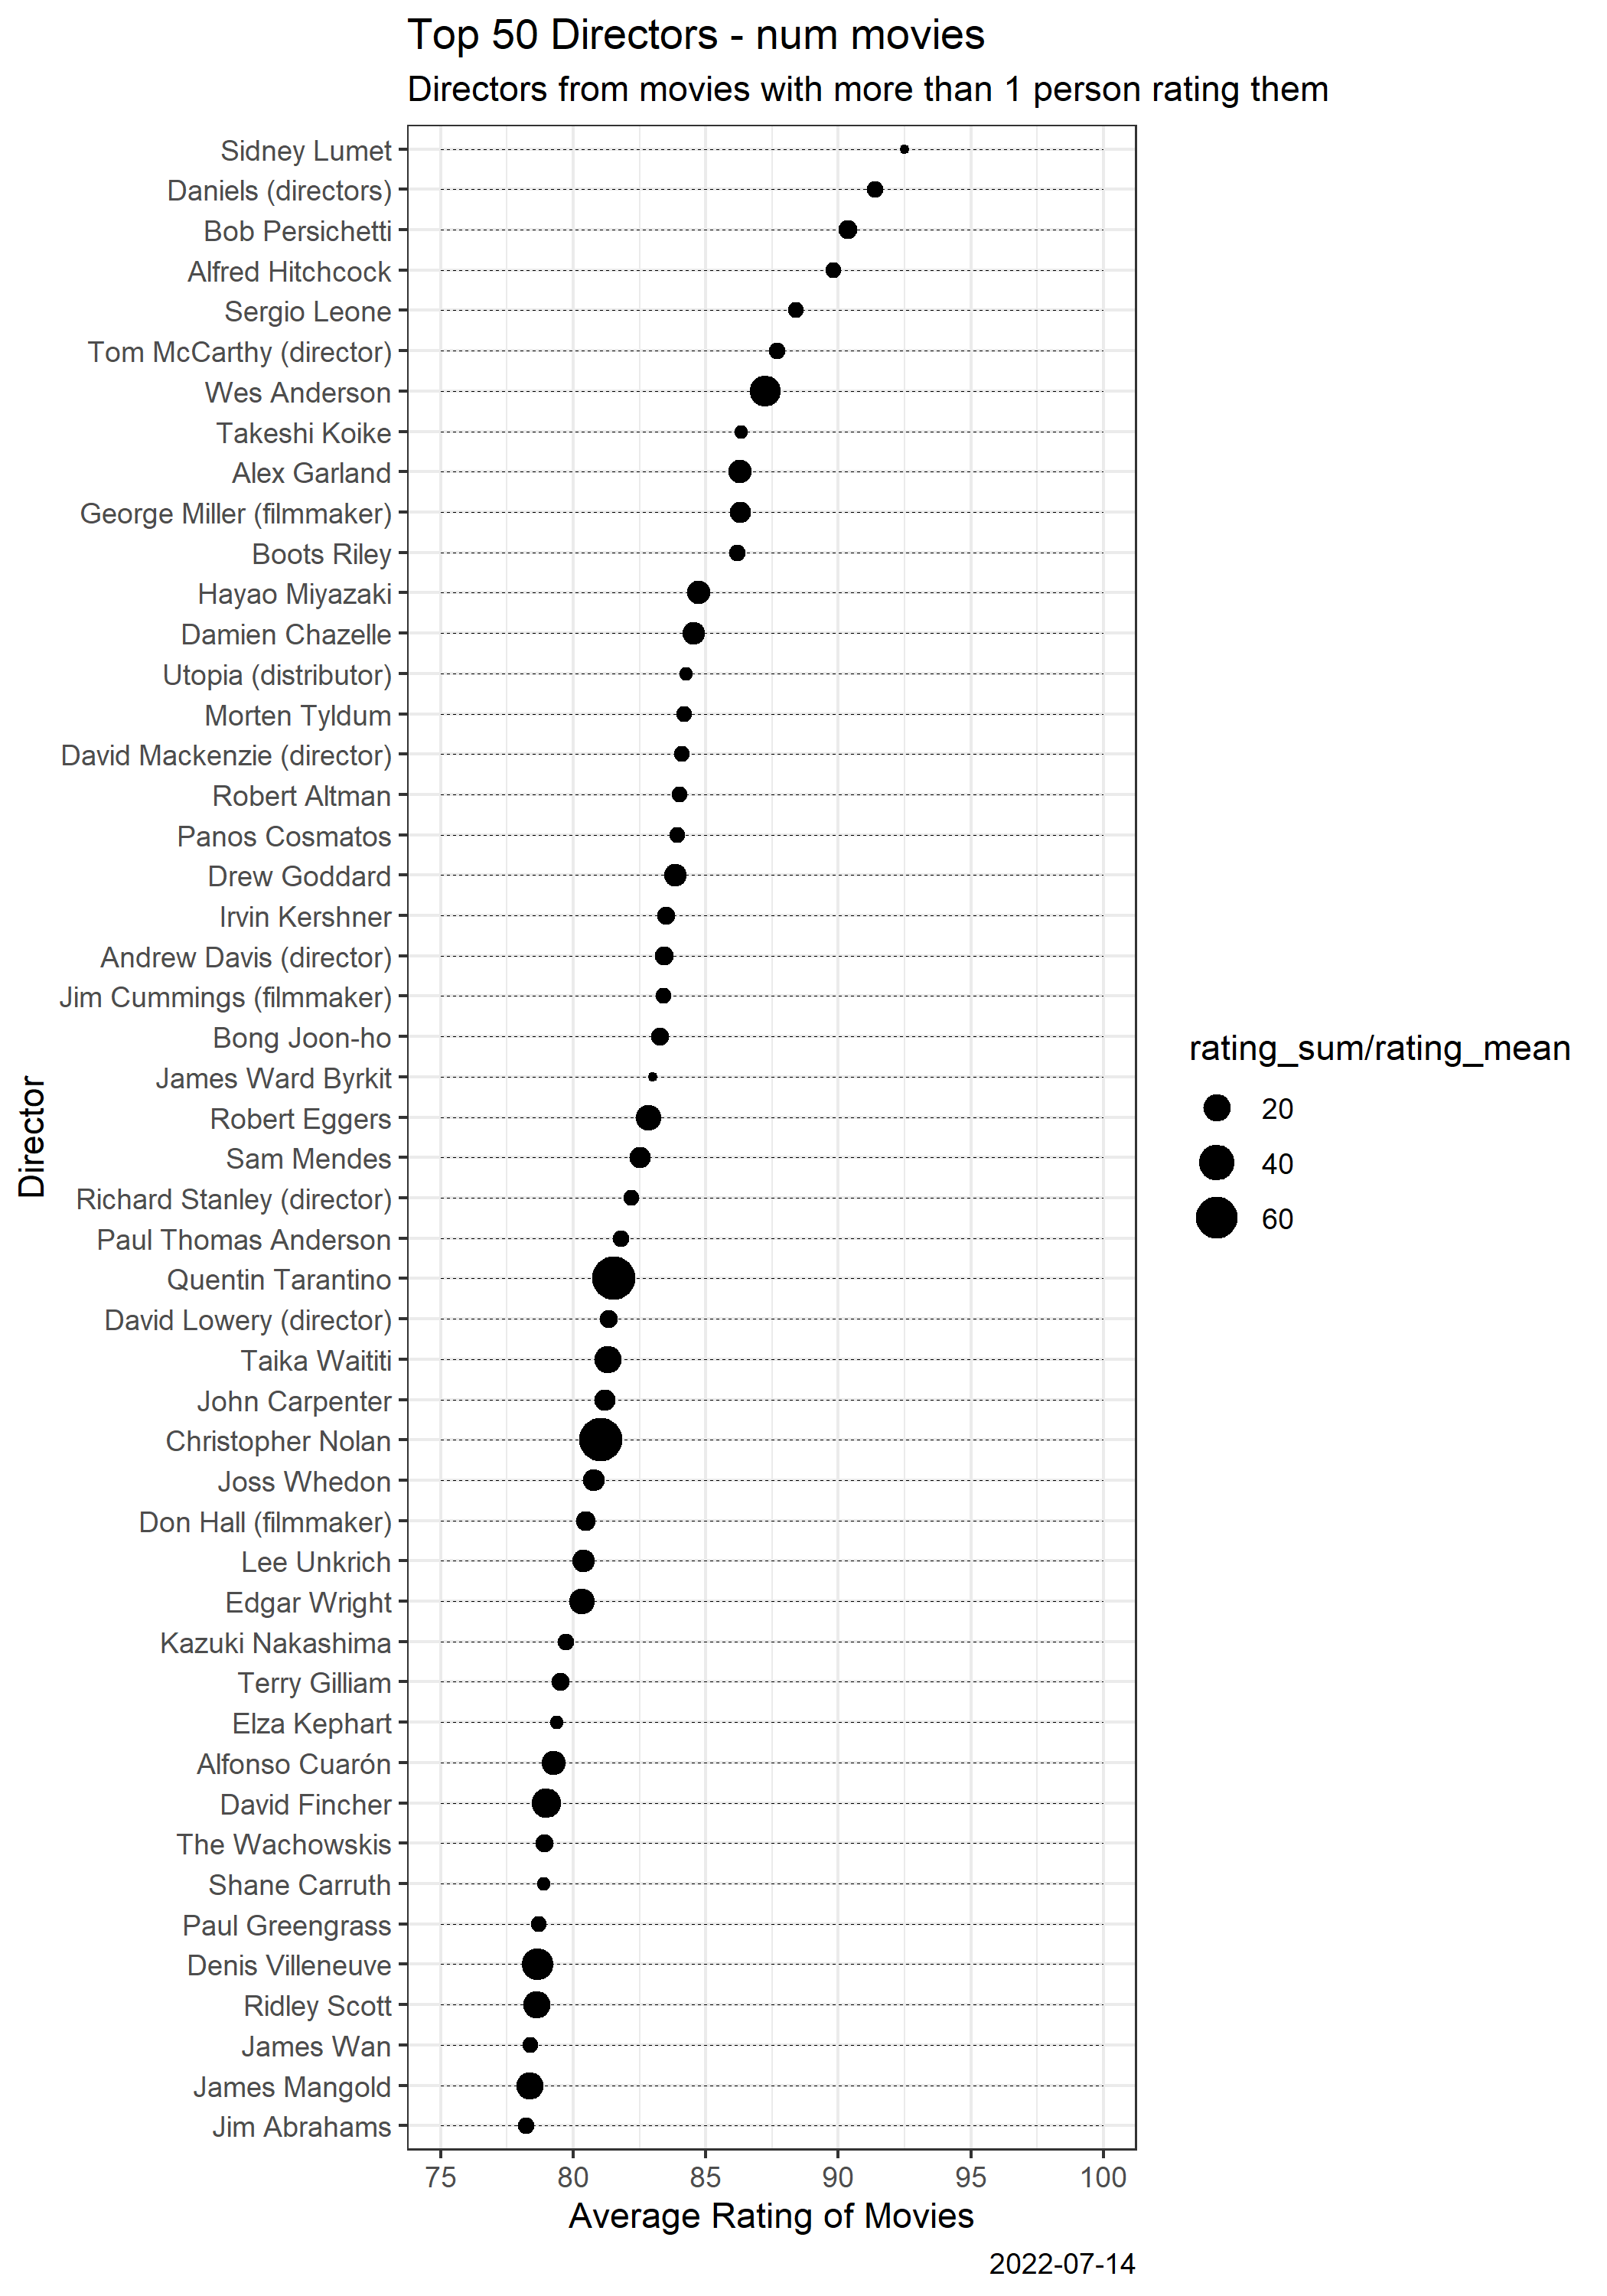 Top 50 Directors - num movies
Directors from movies with more than 1 person rating them
Director
Sidney Lumet
Daniels (directors)
Bob Persichetti
Alfred Hitchcock
Sergio Leone
Tom McCarthy (director)
Wes Anderson
Takeshi Koike
Alex Garland
George Miller (filmmaker)
Boots Riley
Hayao Miyazaki
Damien Chazelle
Utopia (distributor)
Morten Tyldum
David Mackenzie (director)
Robert Altman
Panos Cosmatos
Drew Goddard
Irvin Kershner
Andrew Davis (director)
Jim Cummings (filmmaker)
Bong Joon-ho
James Ward Byrkit
Robert Eggers
Sam Mendes
Richard Stanley (director)
Paul Thomas Anderson
Quentin Tarantino
David Lowery (director)
Taika Waititi
John Carpenter
Christopher Nolan
Joss Whedon
Don Hall (filmmaker)
Lee Unkrich
Edgar Wright
Kazuki Nakashima
Terry Gilliam
Elza Kephart
Alfonso Cuarón
David Fincher
The Wachowskis
Shane Carruth
Paul Greengrass
Denis Villeneuve
Ridley Scott
James Wan
James Mangold
Jim Abrahams
75 80 85 90 95 100
Average Rating of Movies
rating_sum/rating_mean
20
40
60
2022-07-14